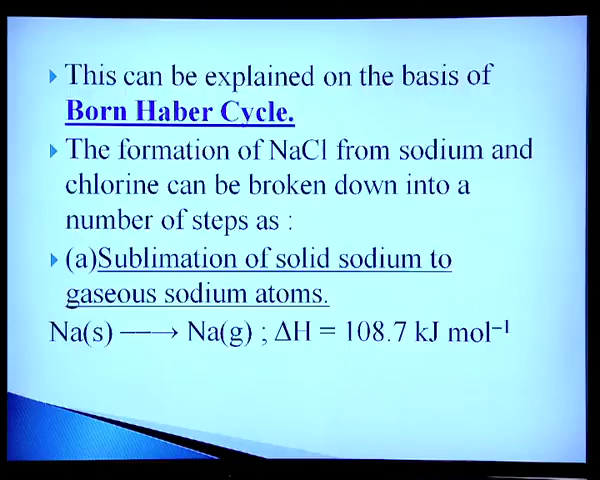 This can be explained on the basis of
Born Haber Cycle.
The formation of NaCl from sodium and
chlorine can be broken down into a
number of steps as :
(a)Sublimation of solid sodium to
gaseous sodium atoms.
Na(s) ⟶ Na(g) ; ΔH = 108.7 kJ mol⁻¹